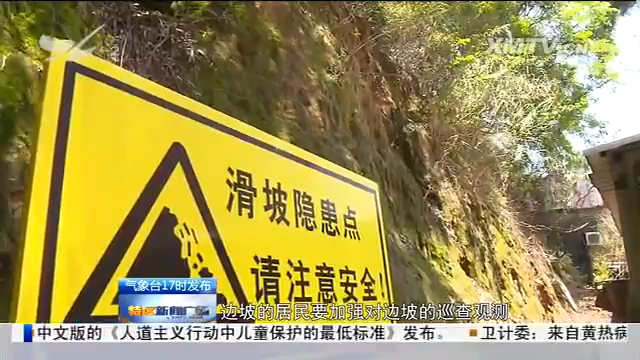 XMTV.CN
滑坡隐患点
请注意安全!
气象台17时发布
特区新闻广场
边坡的居民要加强对边坡的巡查观测
中文版的《人道主义行动中儿童保护的最低标准》发布。 卫计委：来自黄热病